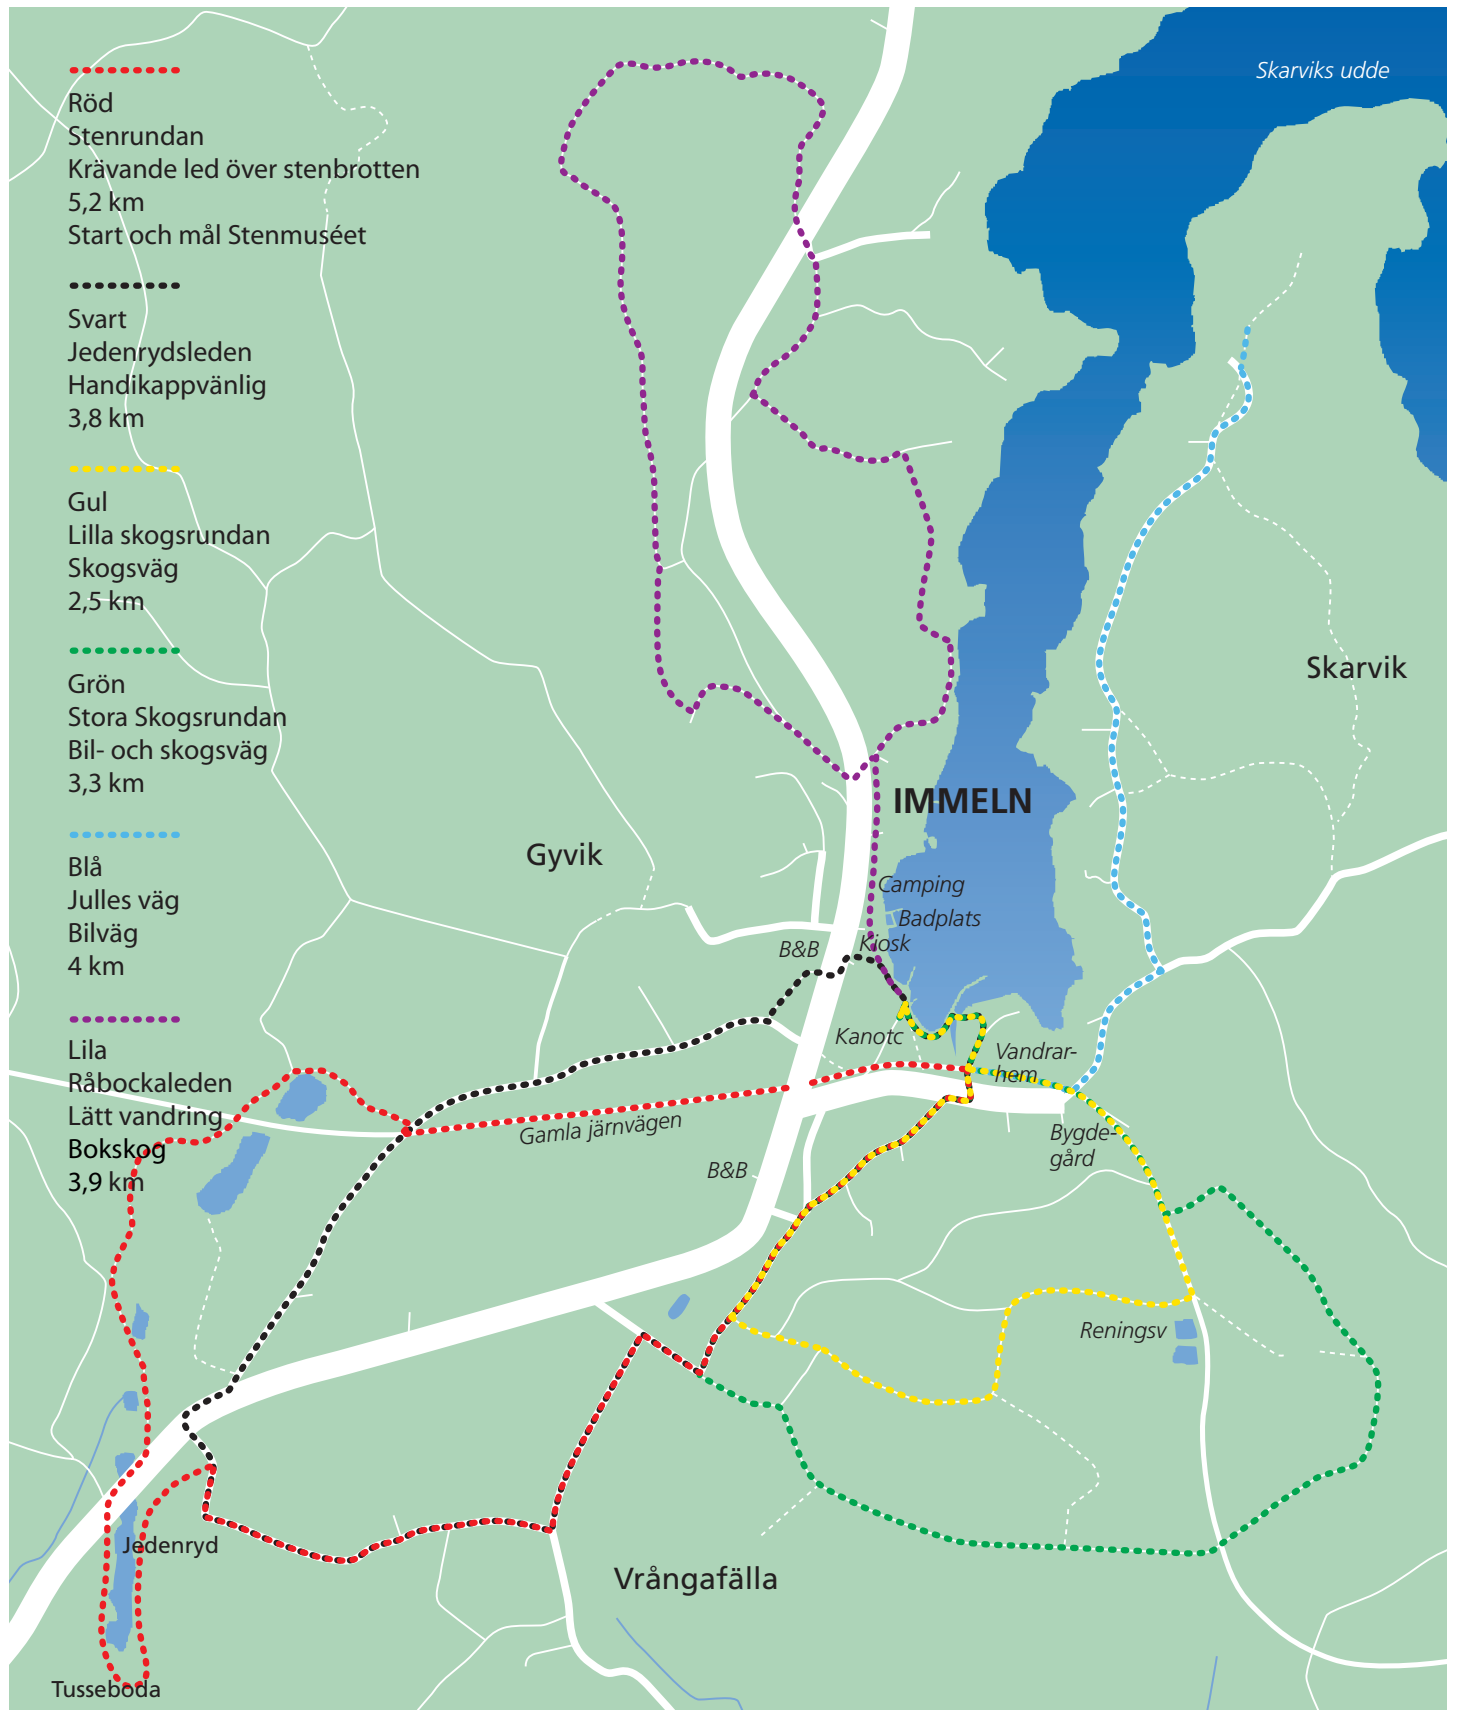 Röd
Stenrundan
Krävande led över stenbrotten
5,2 km
Start och mål Stenmuséet
Svart
Jedenrydsleden
Handikappvänlig
3,8 km
Gul
Lilla skogsrundan
Skogsväg
2,5 km
Grön
Stora Skogsrundan
Bil- och skogsväg
3,3 km
Blå
Julles väg
Bilväg
4 km
Lila
Råbockaleden
Lätt vandring
Bokskog
3,9 km
Skarviks udde
Skarvik
IMMELN
Gyvik
Camping
Badplats
Kiosk
B&B
Kanotc
Vandrar-
hem
Gamla järnvägen
Bygde-
gård
B&B
Reningsv
Jedenryd
Vrångafälla
Tusseboda